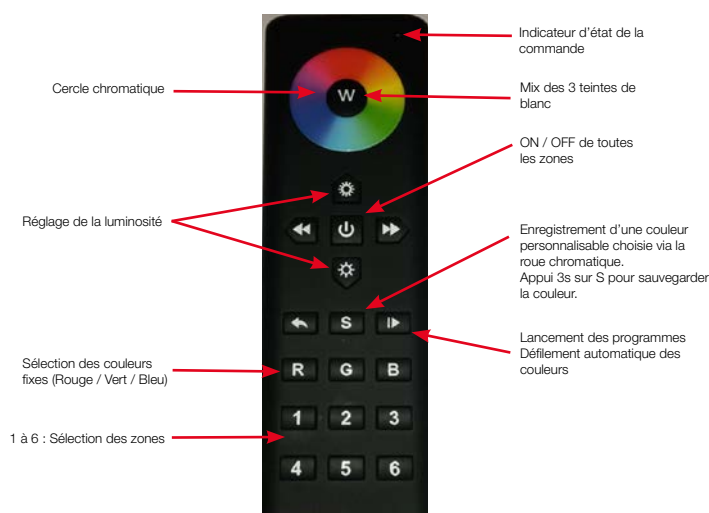 Indicateur d'état de la
commande
Cercle chromatique
W
Mix des 3 teintes de
blanc
ON / OFF de toutes
les zones
Réglage de la luminosité
Enregistrement d'une couleur
personnalisable choisie via la
roue chromatique.
Appui 3s sur S pour sauvegarder
la couleur.
S
Lancement des programmes
Défilement automatique des
couleurs
Sélection des couleurs
fixes (Rouge / Vert / Bleu)
R G B
1 2 3
1 à 6 : Sélection des zones
4 5 6